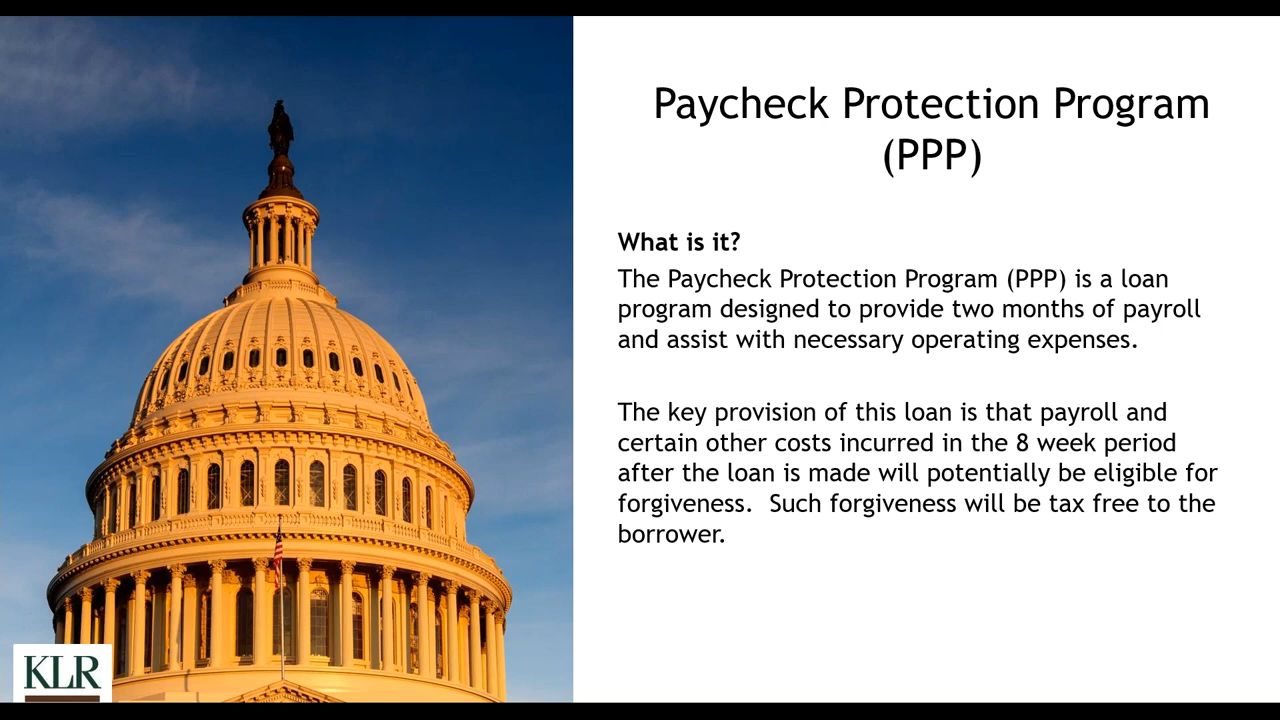 Paycheck Protection Program
(PPP)
What is it?
The Paycheck Protection Program (PPP) is a loan
program designed to provide two months of payroll
and assist with necessary operating expenses.
The key provision of this loan is that payroll and
certain other costs incurred in the 8 week period
after the loan is made will potentially be eligible for
forgiveness.  Such forgiveness will be tax free to the
borrower.
KLR